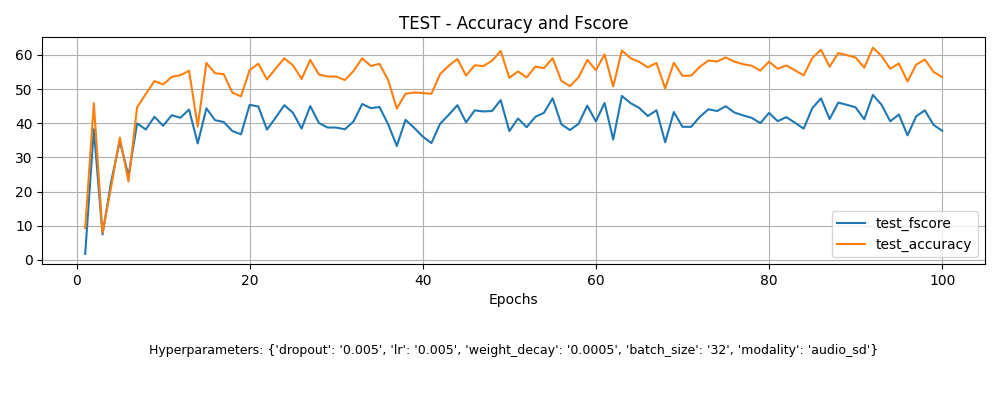 TEST - Accuracy and Fscore
60
50
40
30
20
10
0
test_fscore
test_accuracy
0 20 40 60 80 100
Epochs
Hyperparameters: {'dropout': '0.005', 'lr': '0.005', 'weight_decay': '0.0005', 'batch_size': '32', 'modality': 'audio_sd'}